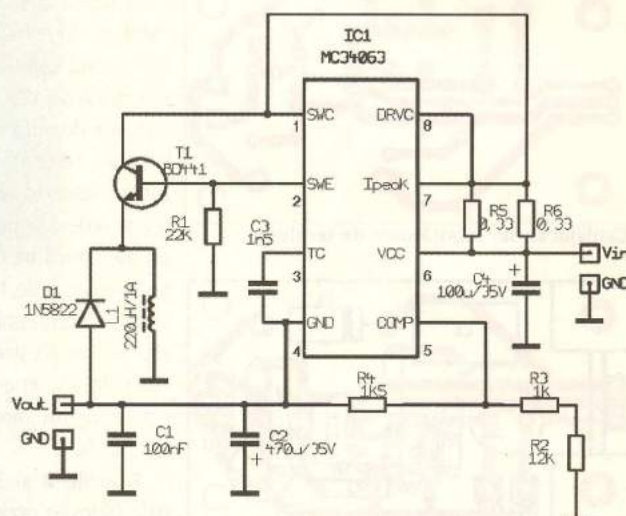 IC1
MC34063
SWC
DRVC
1
8
T1
BD441
SWE
IpeaK
2
7
R1
22K
C3
1n5
R5
0,33
R6
0,33
TC
VCC
Vin
3
6
D1
1N5822
L1
220uH/1A
C4
100u/35V
+
GND
GND
COMP
4
5
R4
1K5
R3
1K
Vout
GND
C1
100nF
C2
470u/35V
+
R2
12K